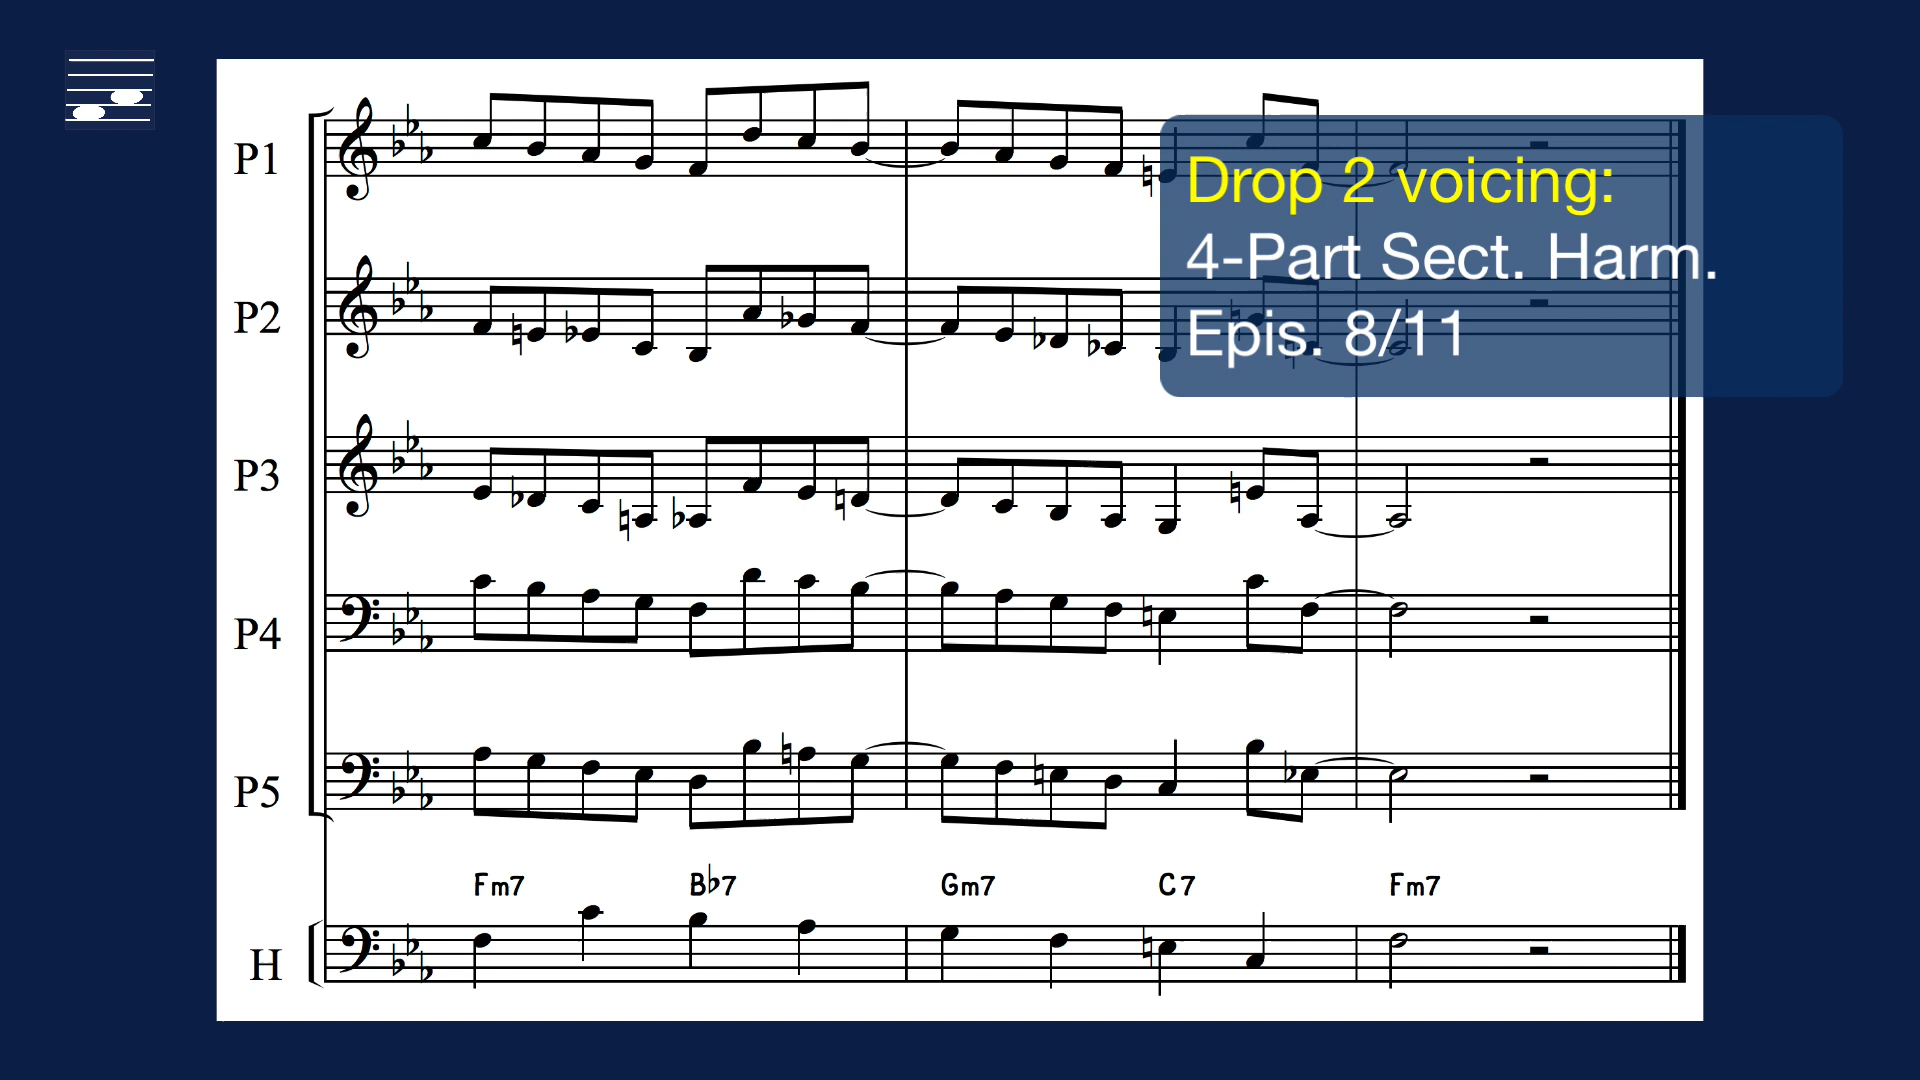 P1
Drop 2 voicing:
4-Part Sect. Harm.
Epis. 8/11
P2
P3
P4
P5
Fm7 B♭7 Gm7 C7 Fm7
H